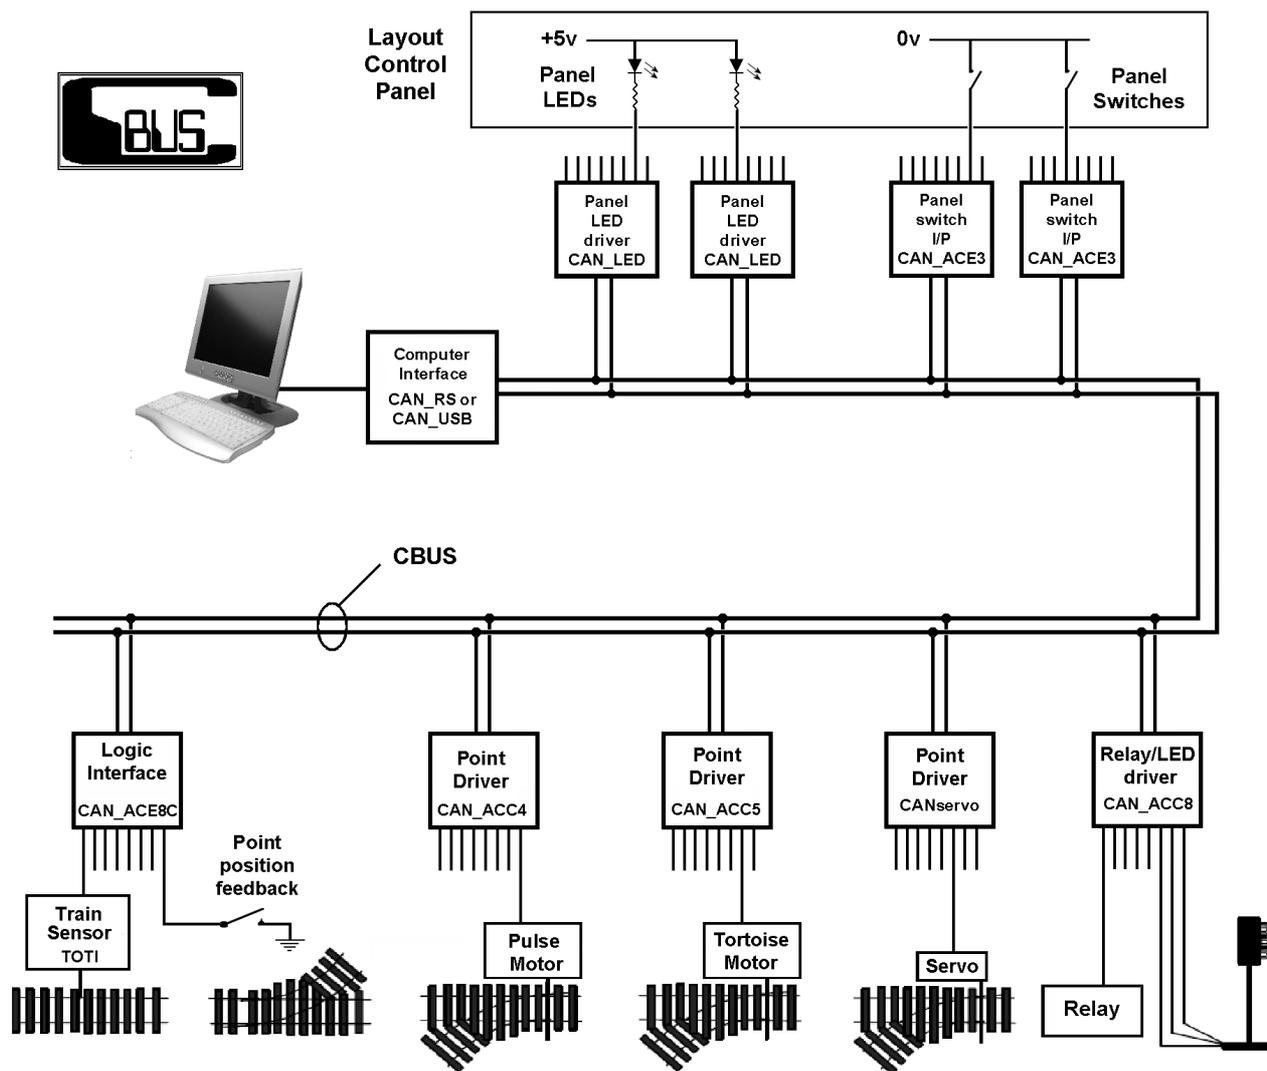 Layout
Control
Panel
+5v
Panel
LEDs
0v
Panel
Switches
CBUS
Panel
LED
driver
CAN_LED
Panel
LED
driver
CAN_LED
Panel
switch
I/P
CAN_ACE3
Panel
switch
I/P
CAN_ACE3
Computer
Interface
CAN_RS or
CAN_USB
CBUS
Logic
Interface
CAN_ACE8C
Point
Driver
CAN_ACC4
Point
Driver
CAN_ACC5
Point
Driver
CANservo
Relay/LED
driver
CAN_ACC8
Point
position
feedback
Train
Sensor
TOTI
Pulse
Motor
Tortoise
Motor
Servo
Relay